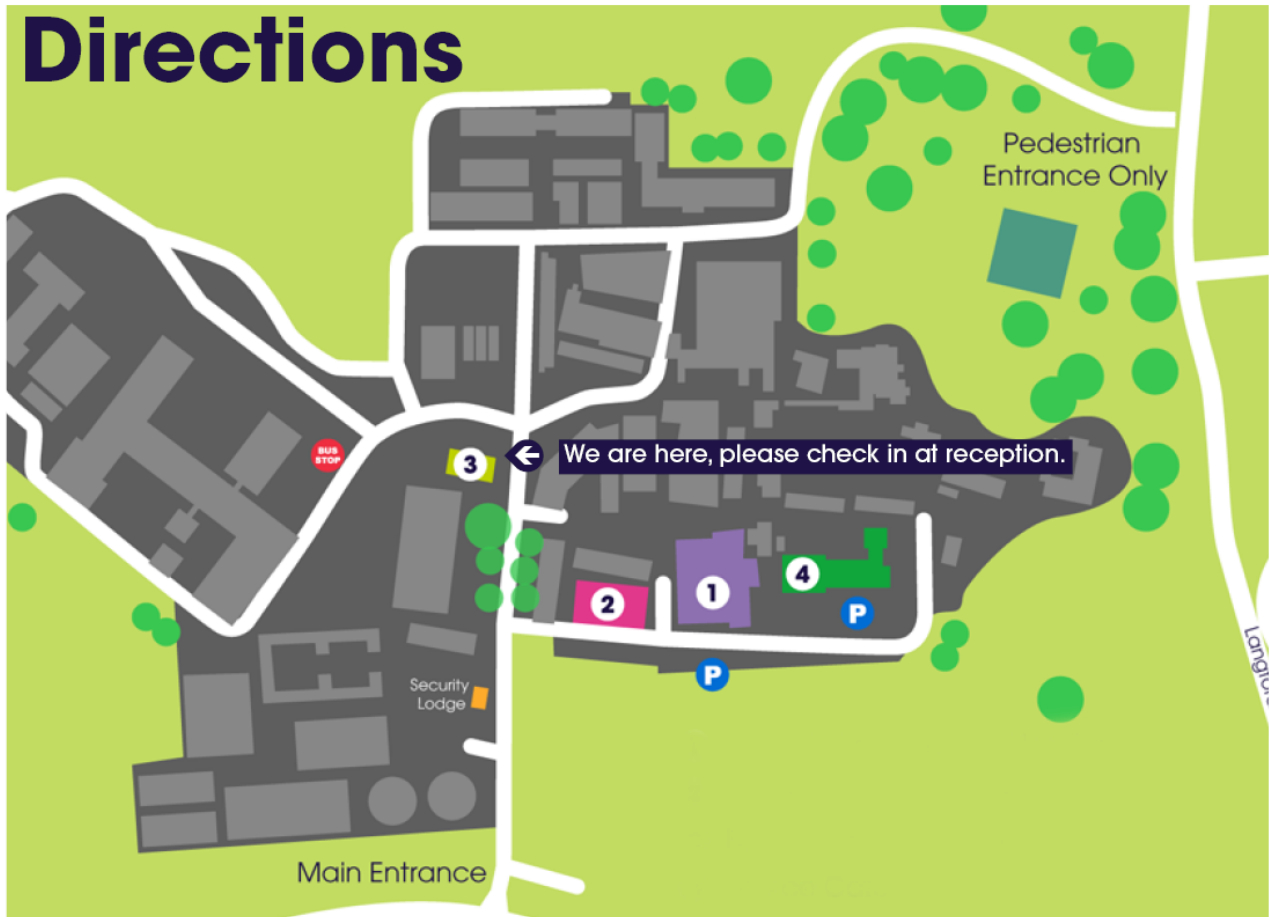 Directions
Pedestrian
Entrance Only
BUS
STOP
3
We are here, please check in at reception.
4
1
2
P
P
Security
Lodge
Main Entrance